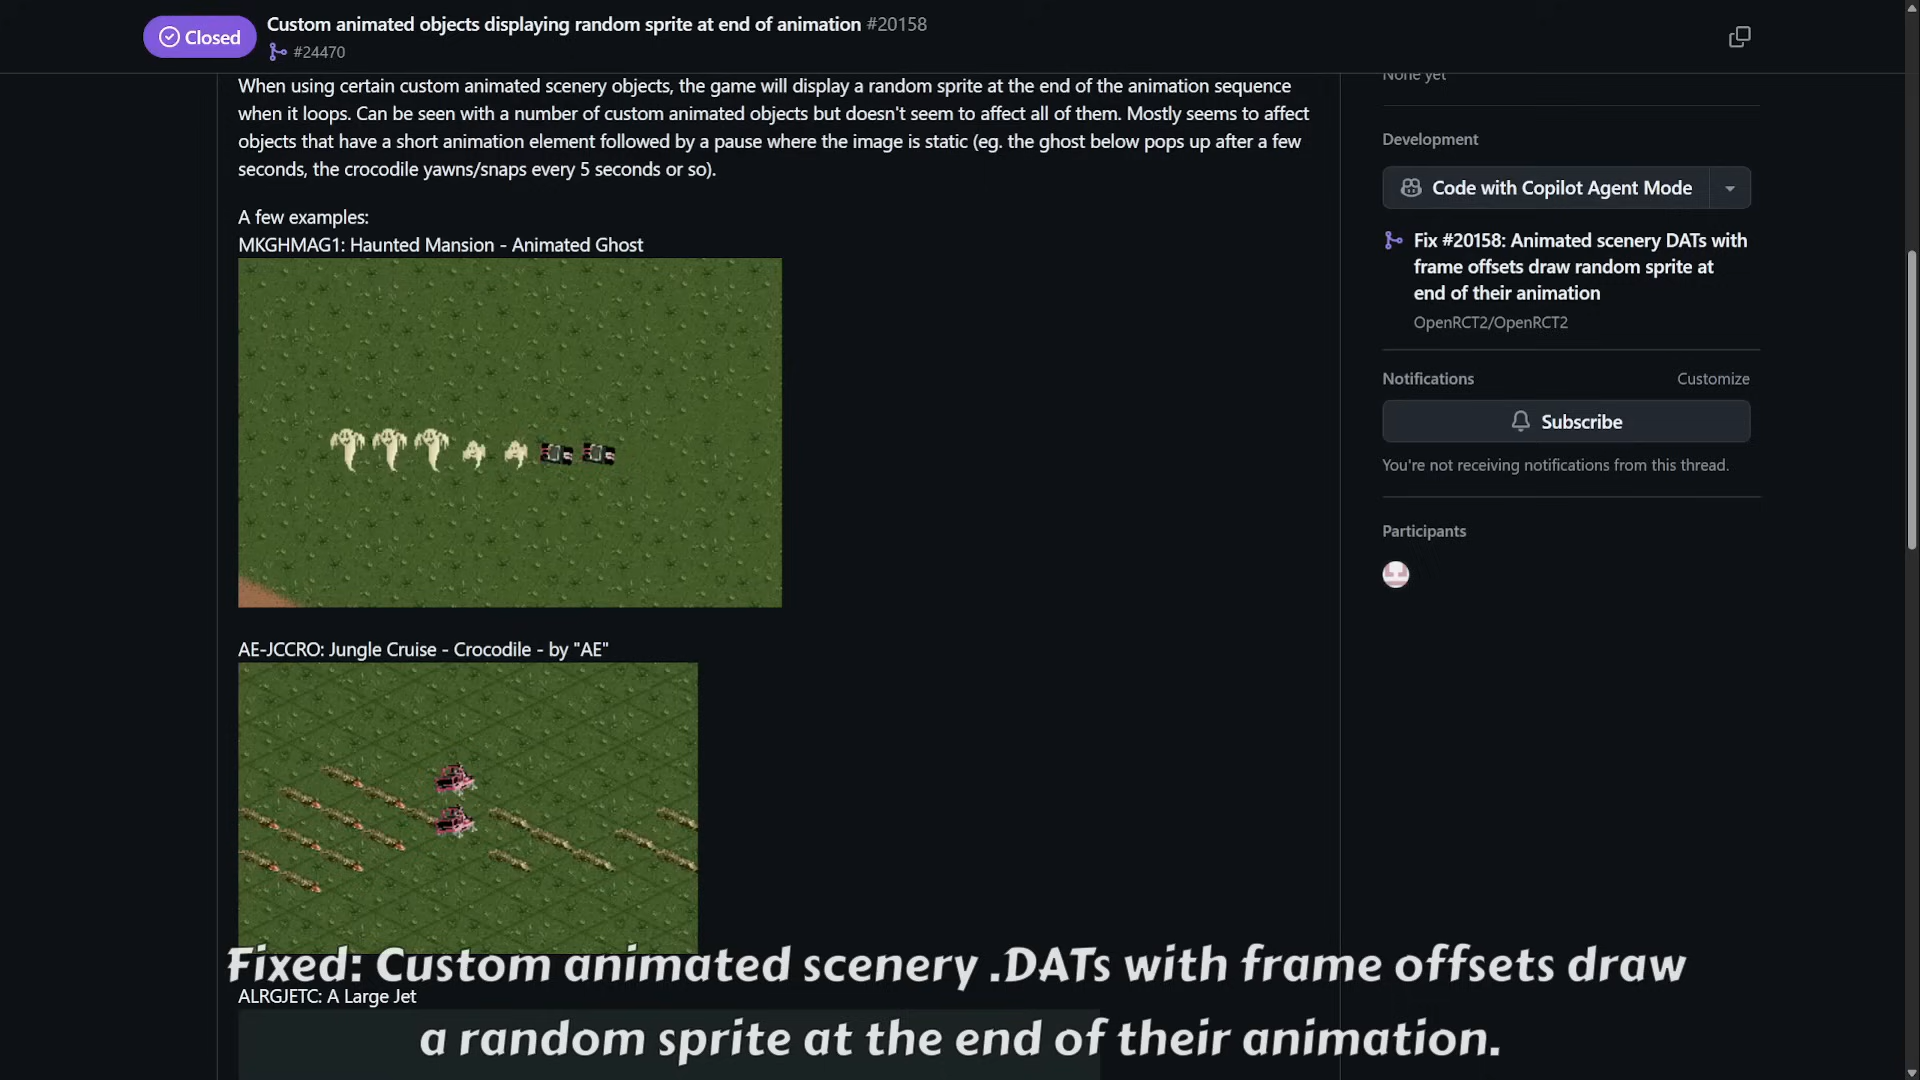 Closed
Custom animated objects displaying random sprite at end of animation #20158
#24470
When using certain custom animated scenery objects, the game will display a random sprite at the end of the animation sequence
when it loops. Can be seen with a number of custom animated objects but doesn't seem to affect all of them. Mostly seems to affect
objects that have a short animation element followed by a pause where the image is static (eg. the ghost below pops up after a few
seconds, the crocodile yawns/snaps every 5 seconds or so).
A few examples:
MKGHMAG1: Haunted Mansion - Animated Ghost
AE-JCCRO: Jungle Cruise - Crocodile - by "AE"
ALRGJETC: A Large Jet
None yet
Development
Code with Copilot Agent Mode
Fix #20158: Animated scenery DATs with
frame offsets draw random sprite at
end of their animation
OpenRCT2/OpenRCT2
Notifications
Customize
Subscribe
You're not receiving notifications from this thread.
Participants
Fixed: Custom animated scenery .DATs with frame offsets draw
a random sprite at the end of their animation.